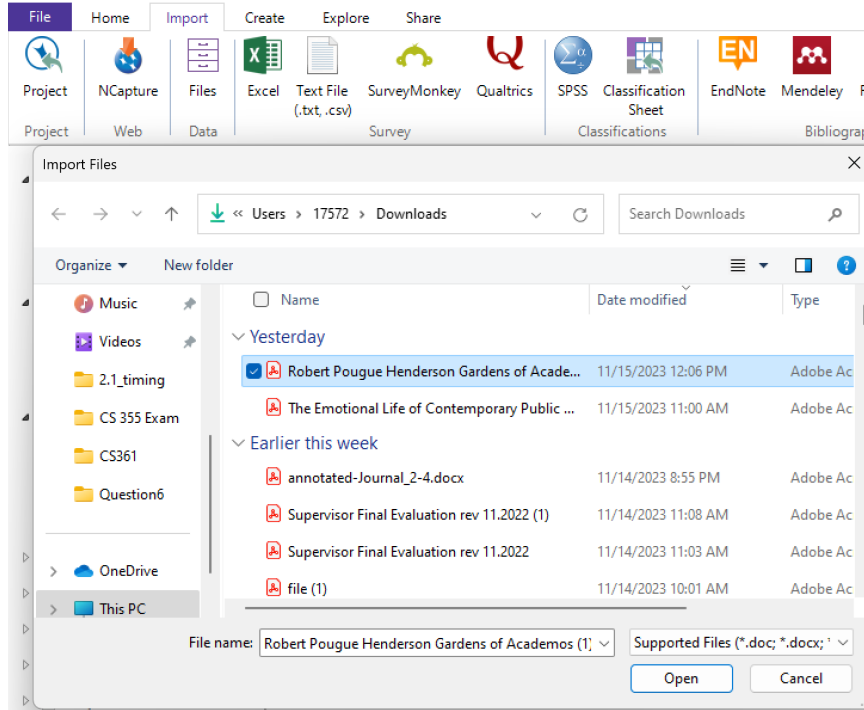 File Home Import Create Explore Share
Project NCapture Files Excel Text File (.txt, .csv) SurveyMonkey Qualtrics SPSS Classification Sheet EndNote Mendeley
Project Web Data Survey Classifications Bibliogra
Import Files
« Users > 17572 > Downloads Search Downloads
Organize New folder
Name Date modified Type
Music
Videos
2.1_timing
CS 355 Exam
CS361
Question6
OneDrive
This PC
Yesterday
Robert Pougue Henderson Gardens of Acade... 11/15/2023 12:06 PM Adobe Ac
The Emotional Life of Contemporary Public ... 11/15/2023 11:00 AM Adobe Ac
Earlier this week
annotated-Journal_2-4.docx 11/14/2023 8:55 PM Adobe Ac
Supervisor Final Evaluation rev 11.2022 (1) 11/14/2023 11:08 AM Adobe Ac
Supervisor Final Evaluation rev 11.2022 11/14/2023 11:03 AM Adobe Ac
file (1) 11/14/2023 10:01 AM Adobe Ac
File name: Robert Pougue Henderson Gardens of Academos (1) Supported Files (*.doc; *.docx; *
Open Cancel